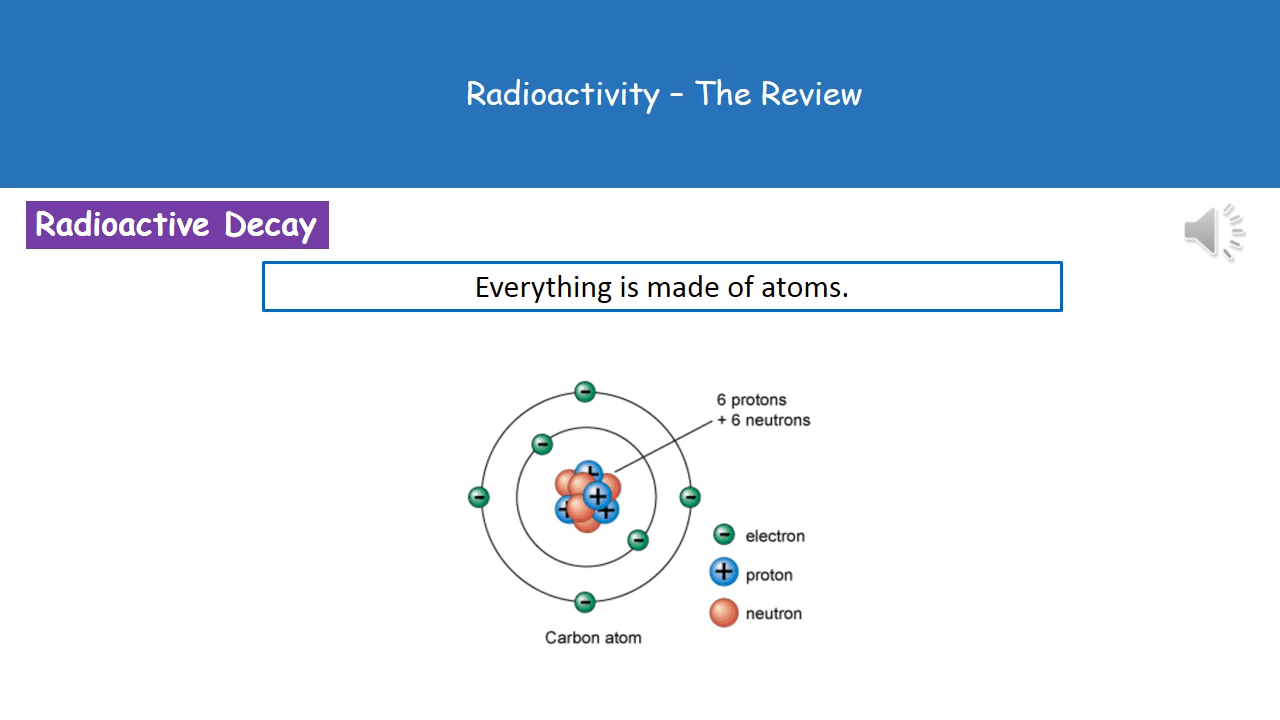 Radioactivity – The Review
Radioactive Decay
Everything is made of atoms.
6 protons
+ 6 neutrons
electron
proton
neutron
Carbon atom